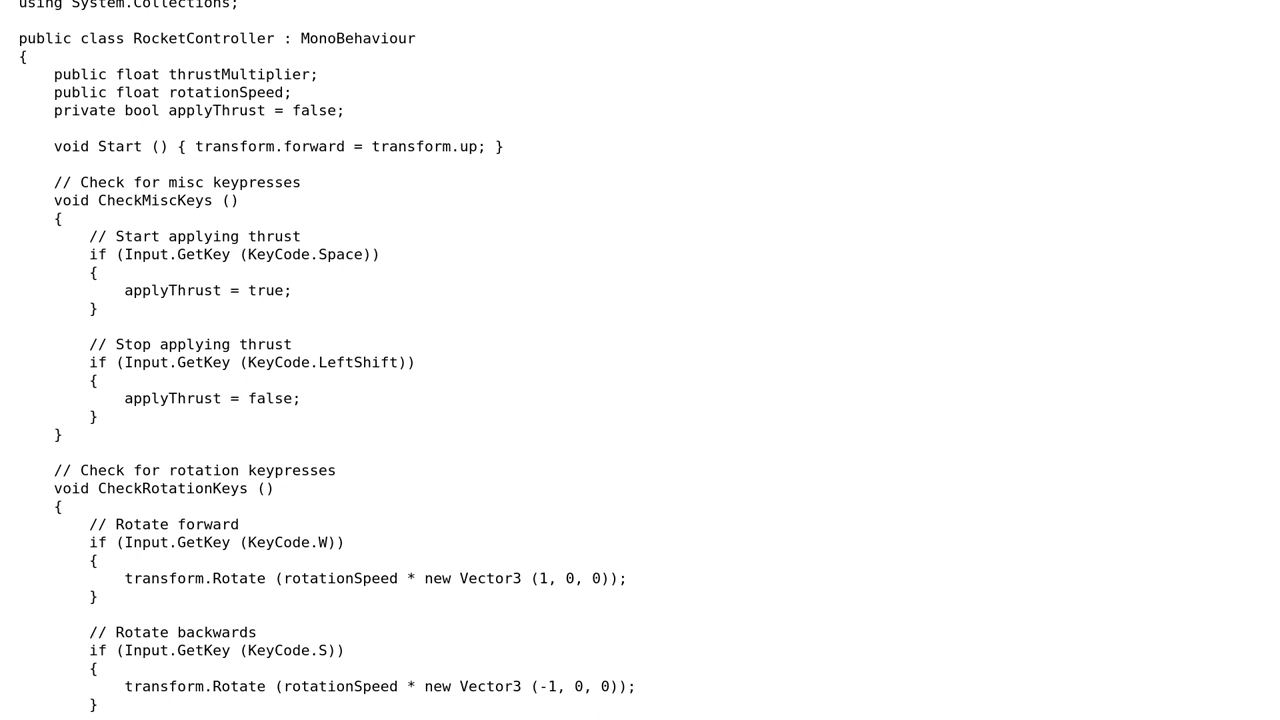 using System.Collections;

public class RocketController : MonoBehaviour
{
    public float thrustMultiplier;
    public float rotationSpeed;
    private bool applyThrust = false;

    void Start () { transform.forward = transform.up; }

    // Check for misc keypresses
    void CheckMiscKeys ()
    {
        // Start applying thrust
        if (Input.GetKey (KeyCode.Space))
        {
            applyThrust = true;
        }

        // Stop applying thrust
        if (Input.GetKey (KeyCode.LeftShift))
        {
            applyThrust = false;
        }
    }

    // Check for rotation keypresses
    void CheckRotationKeys ()
    {
        // Rotate forward
        if (Input.GetKey (KeyCode.W))
        {
            transform.Rotate (rotationSpeed * new Vector3 (1, 0, 0));
        }

        // Rotate backwards
        if (Input.GetKey (KeyCode.S))
        {
            transform.Rotate (rotationSpeed * new Vector3 (-1, 0, 0));
        }